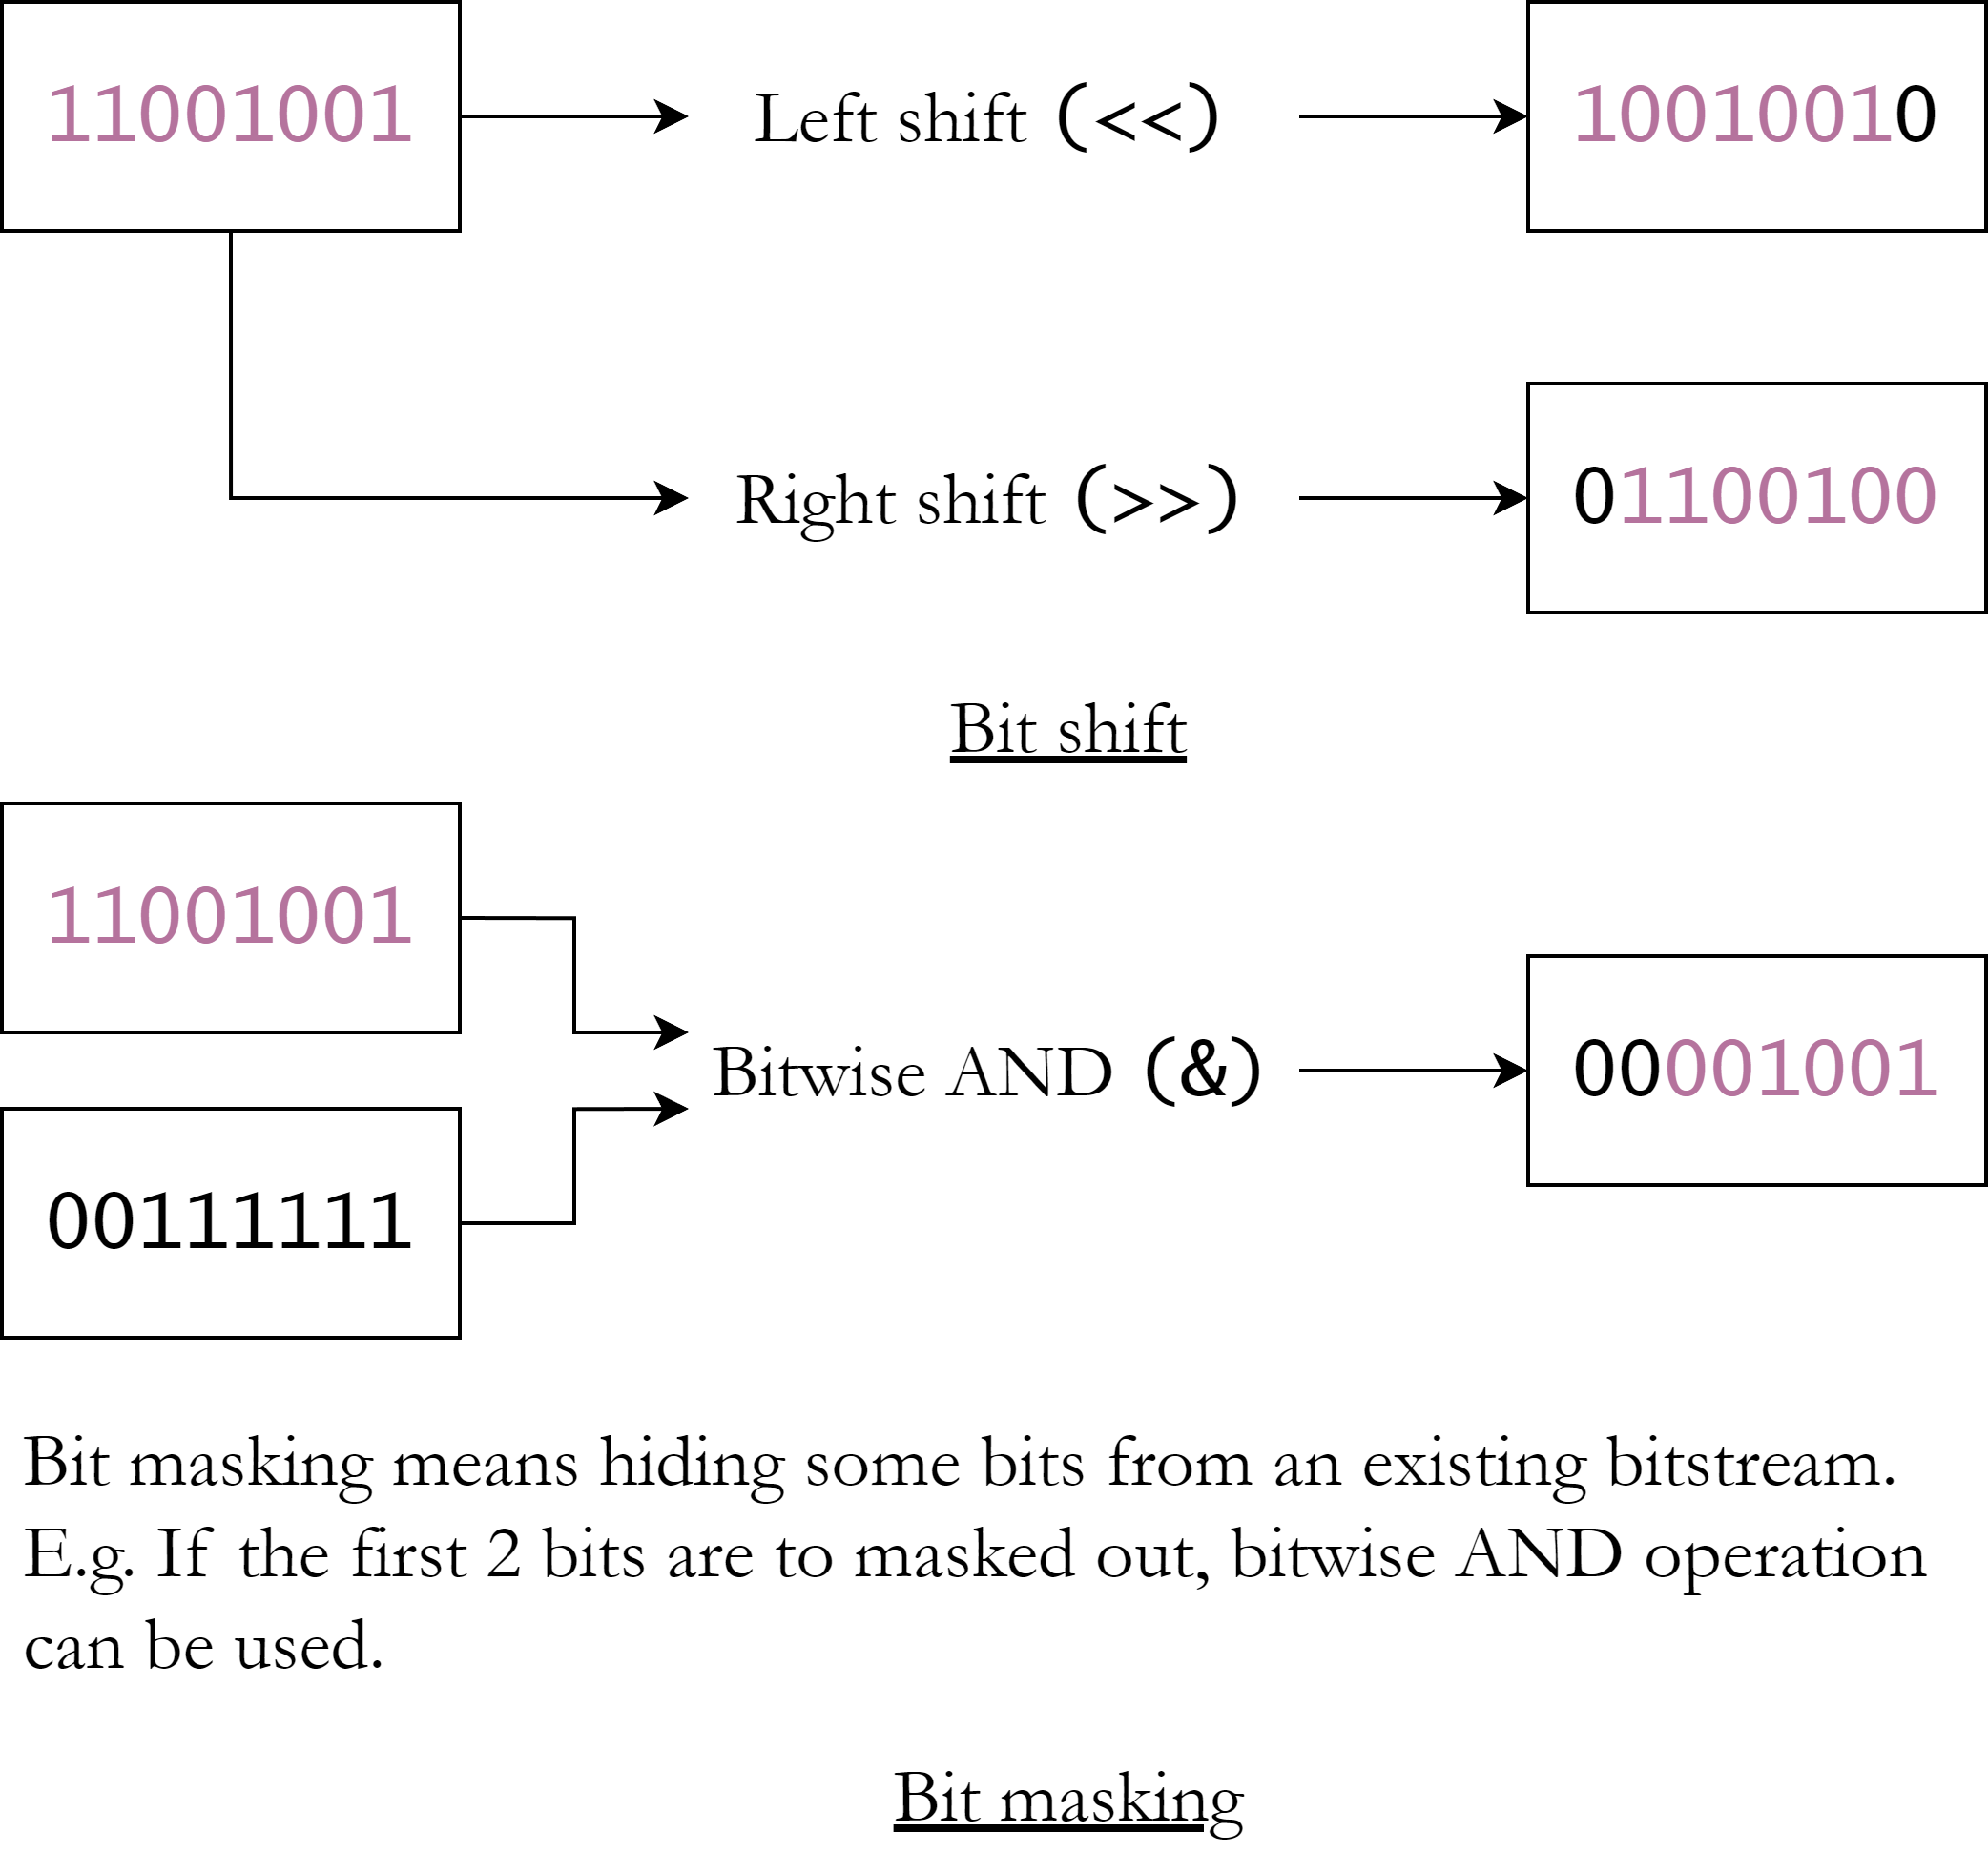 11001001
Left shift (<<)
10010010
Right shift (>>)
01100100
Bit shift
11001001
Bitwise AND (&)
00001001
00111111
Bit masking means hiding some bits from an existing bitstream.
E.g. If the first 2 bits are to masked out, bitwise AND operation
can be used.
Bit masking